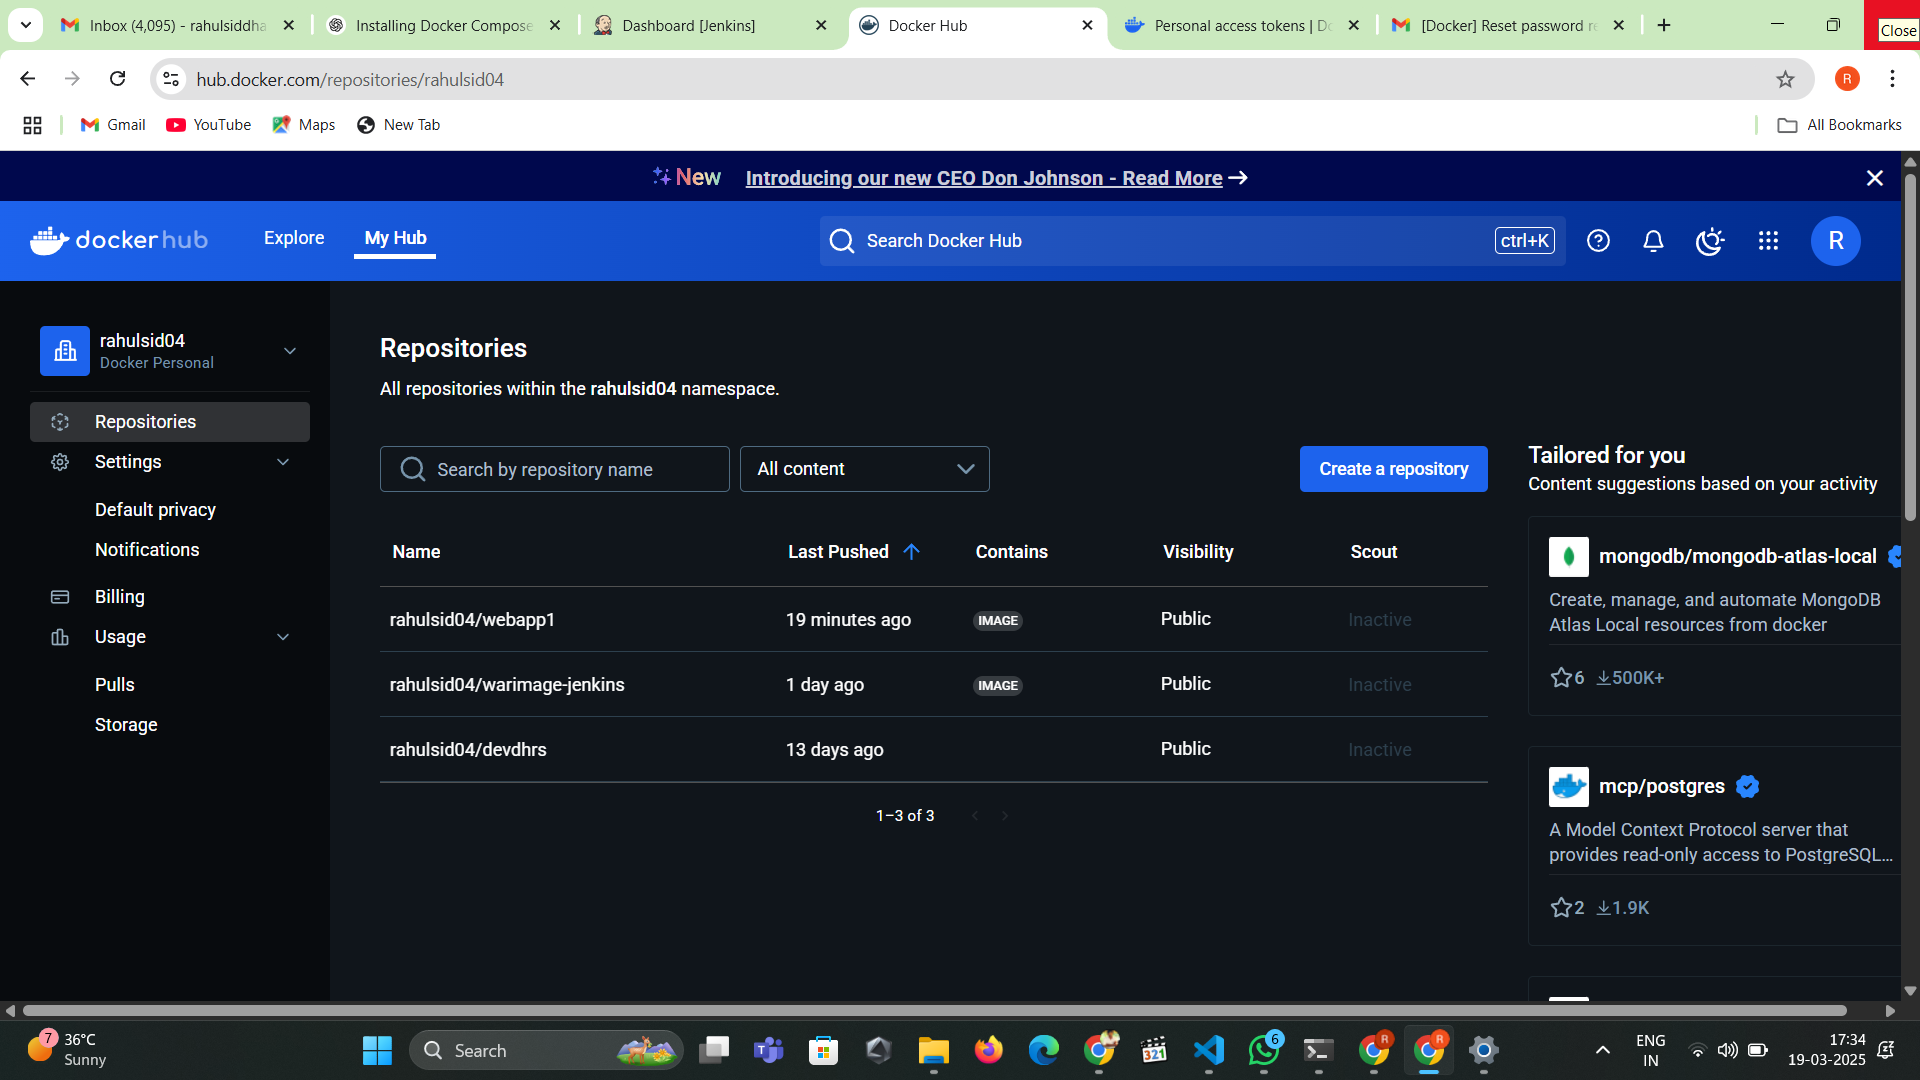 Inbox (4,095) - rahulsiddha
Installing Docker Compose
Dashboard [Jenkins]
Docker Hub
Personal access tokens | Do
[Docker] Reset password re
Close
hub.docker.com/repositories/rahulsid04
R
Gmail
YouTube
Maps
New Tab
All Bookmarks
New
Introducing our new CEO Don Johnson - Read More →
docker hub
Explore
My Hub
Search Docker Hub
ctrl+K
R
rahulsid04
Docker Personal
Repositories
Settings
Default privacy
Notifications
Billing
Usage
Pulls
Storage
Repositories
All repositories within the rahulsid04 namespace.
Search by repository name
All content
Create a repository
Name Last Pushed Contains Visibility Scout
rahulsid04/webapp1 19 minutes ago IMAGE Public Inactive
rahulsid04/warimage-jenkins 1 day ago IMAGE Public Inactive
rahulsid04/devdhrs 13 days ago Public Inactive
1–3 of 3
Tailored for you
Content suggestions based on your activity
mongodb/mongodb-atlas-local
Create, manage, and automate MongoDB
Atlas Local resources from docker
6 500K+
mcp/postgres
A Model Context Protocol server that
provides read-only access to PostgreSQL...
2 1.9K
7
36°C
Sunny
Search
321
6
R
R
ENG
IN
17:34
19-03-2025